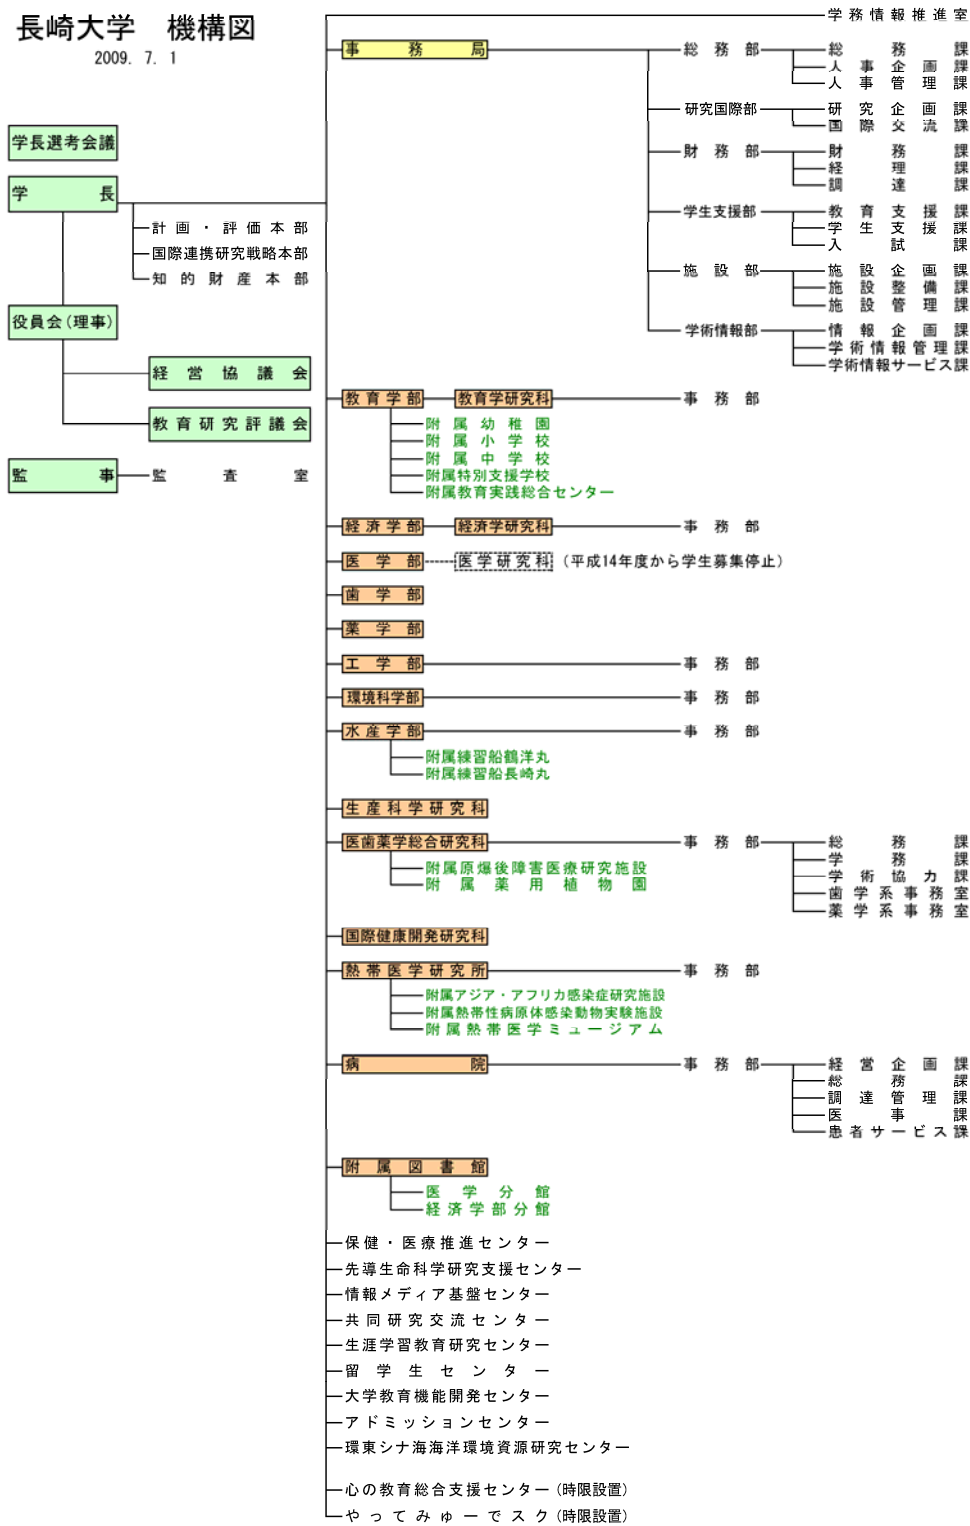 長崎大学　機構図
2009. 7. 1
学長選考会議
学長
計画・評価本部
国際連携研究戦略本部
知的財産本部
役員会(理事)
経営協議会
教育研究評議会
監事 監査室
学務情報推進室
事務局 総務部 総務課
人事企画課
人事管理課
研究国際部 研究企画課
国際交流課
財務部 財務課
経理課
調達課
学生支援部 教育支援課
学生支援課
入試課
施設部 施設企画課
施設整備課
施設管理課
学術情報部 情報企画課
学術情報管理課
学術情報サービス課
教育学部 教育学研究科 事務部
附属幼稚園
附属小学校
附属中学校
附属特別支援学校
附属教育実践総合センター
経済学部 経済学研究科 事務部
医学部 医学研究科 (平成14年度から学生募集停止)
歯学部
薬学部
工学部 事務部
環境科学部 事務部
水産学部 事務部
附属練習船鶴洋丸
附属練習船長崎丸
生産科学研究科
医歯薬学総合研究科 事務部 総務課
学務課
学術協力課
歯学系事務室
薬学系事務室
附属原爆後障害医療研究施設
附属薬用植物園
国際健康開発研究科
熱帯医学研究所 事務部
附属アジア・アフリカ感染症研究施設
附属熱帯性病原体感染動物実験施設
附属熱帯医学ミュージアム
病院 事務部 経営企画課
総務課
調達管理課
医事課
患者サービス課
附属図書館
医学分館
経済学部分館
保健・医療推進センター
先導生命科学研究支援センター
情報メディア基盤センター
共同研究交流センター
生涯学習教育研究センター
留学生センター
大学教育機能開発センター
アドミッションセンター
環東シナ海海洋環境資源研究センター
心の教育総合支援センター(時限設置)
やってみゅーでスク(時限設置)